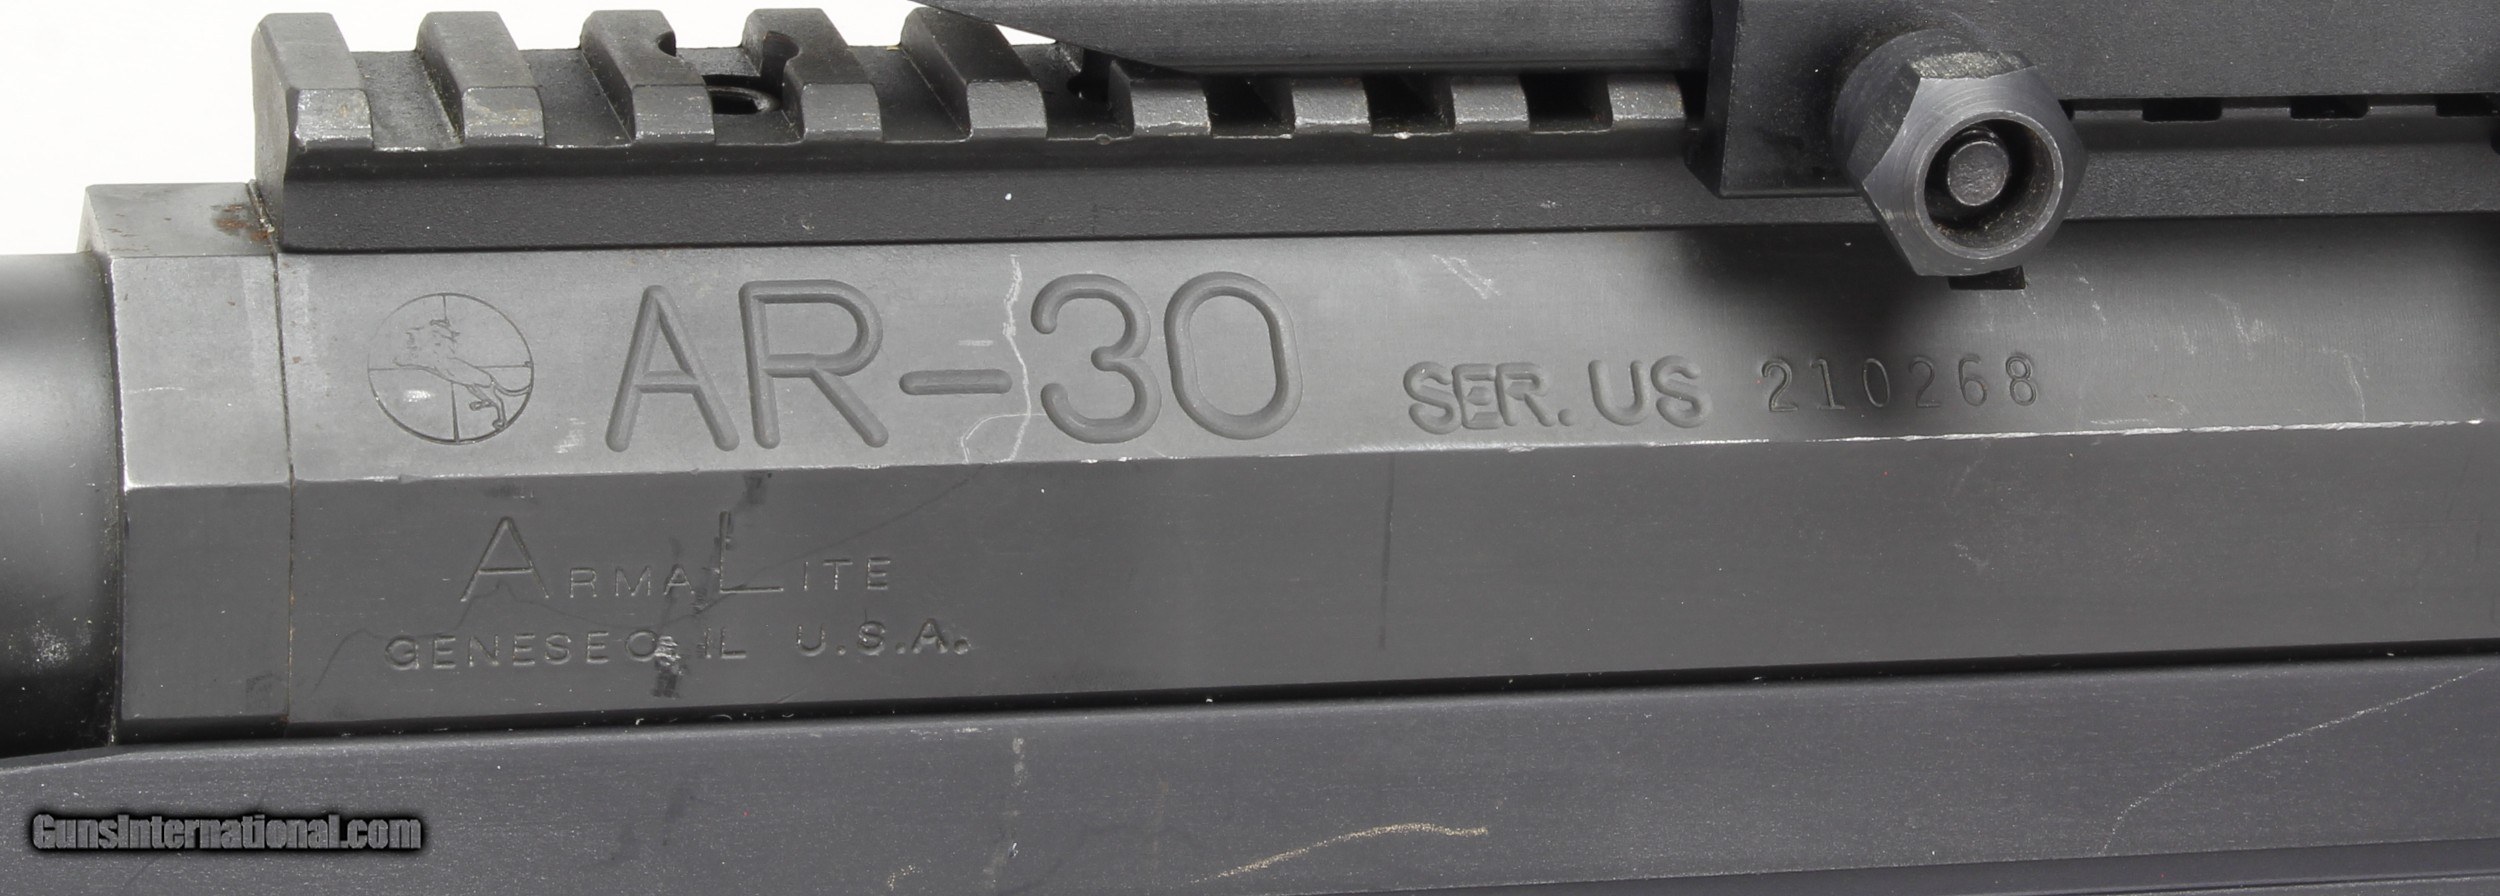 AR-30 SER. US 210268
ARMALITE
GENESEO, IL U.S.A.
GunsInternational.com